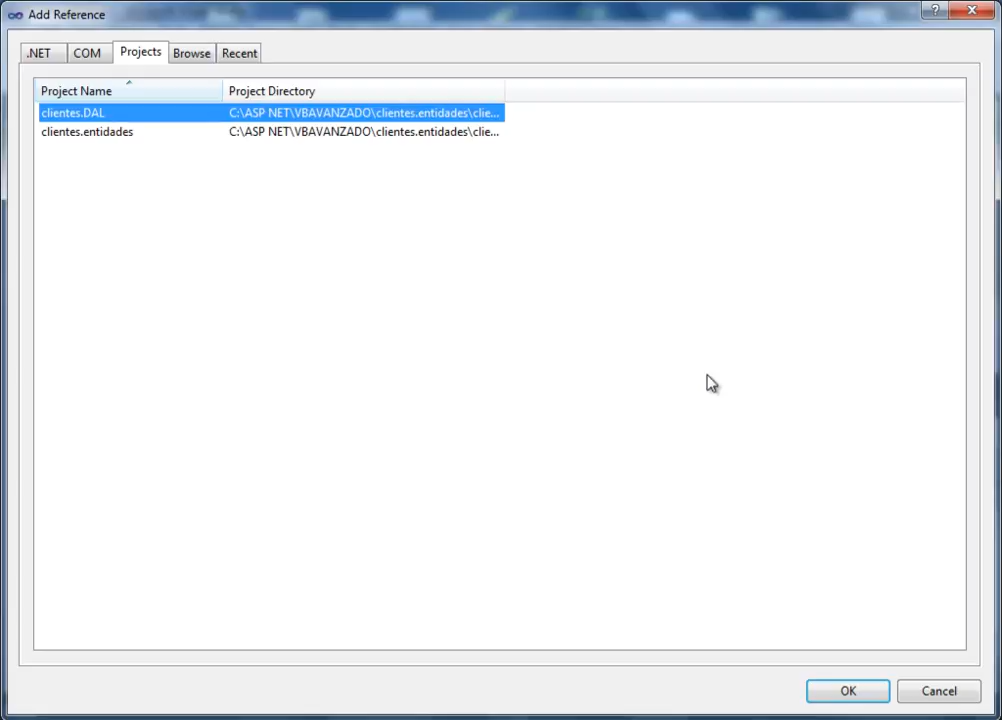 Add Reference
.NET COM Projects Browse Recent
Project Name Project Directory
clientes.DAL C:\ASP NET\VBAVANZADO\clientes.entidades\clie...
clientes.entidades C:\ASP NET\VBAVANZADO\clientes.entidades\clie...
OK Cancel